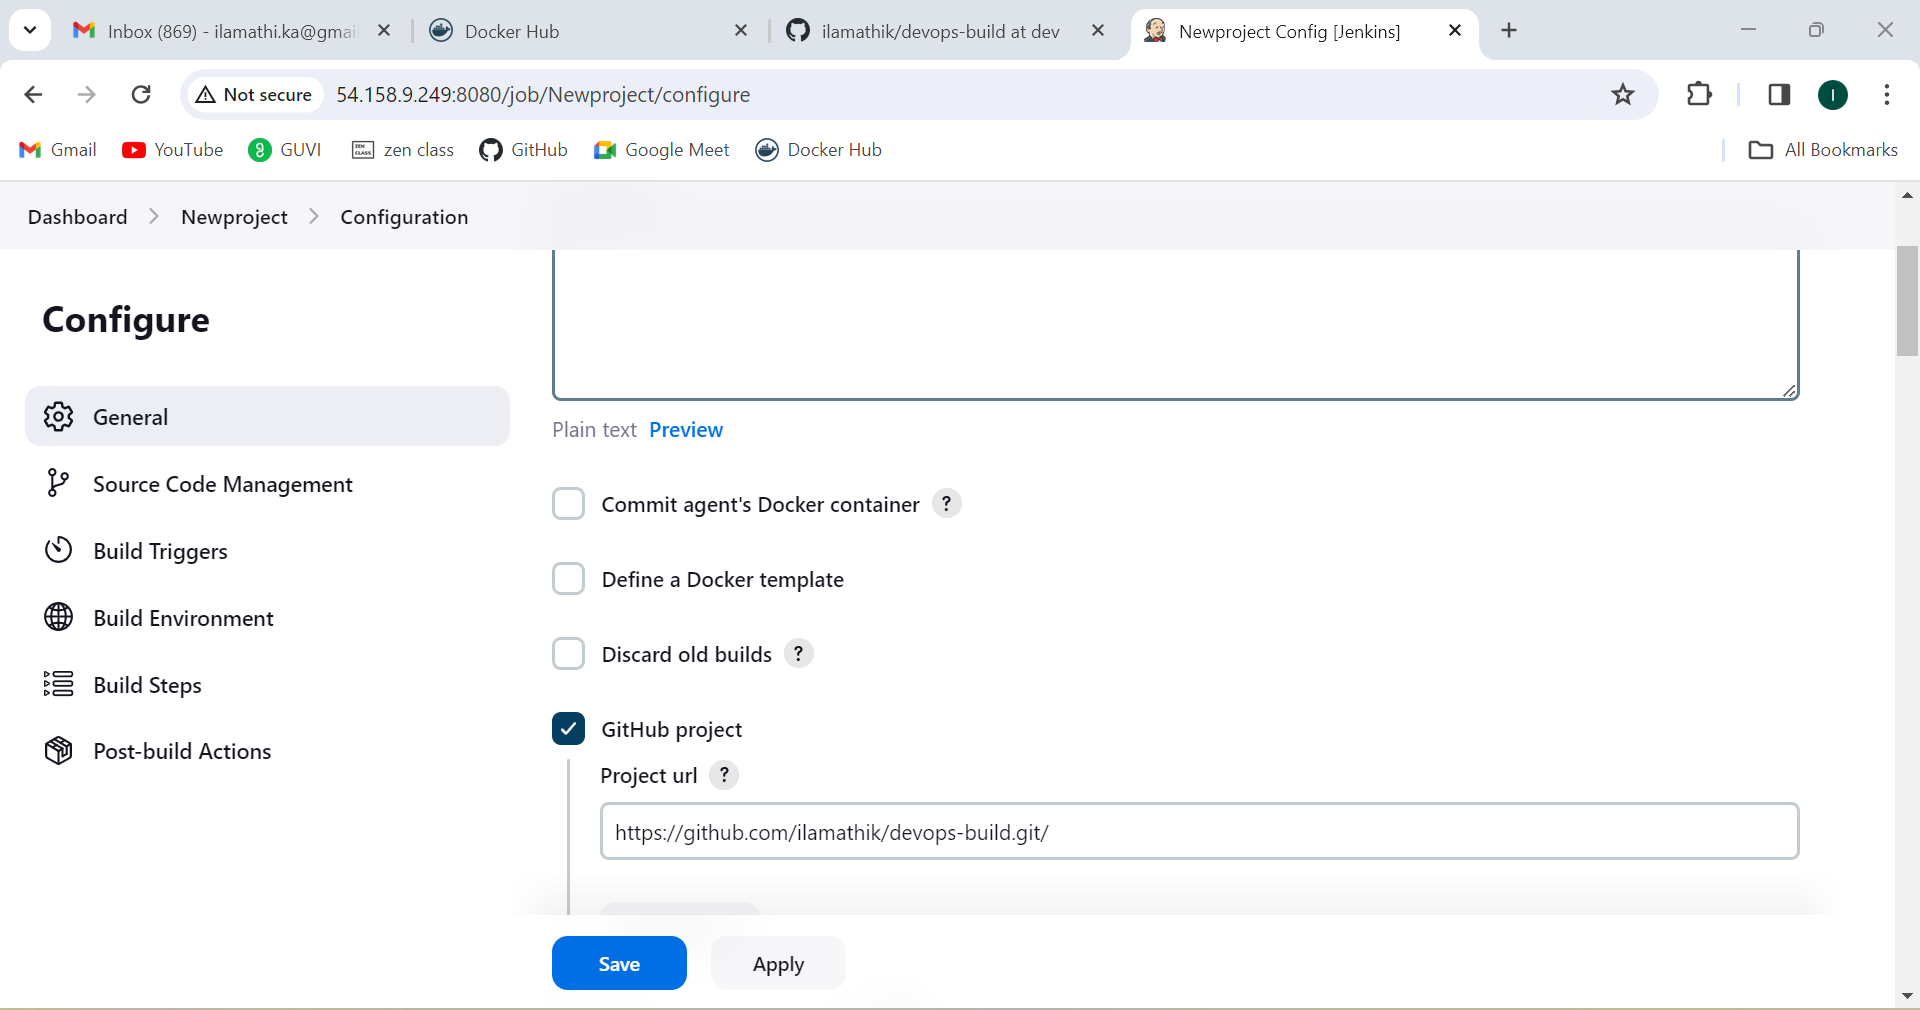 Inbox (869) - ilamathi.ka@gmai
Docker Hub
ilamathik/devops-build at dev
Newproject Config [Jenkins]
Not secure
54.158.9.249:8080/job/Newproject/configure
I
Gmail
YouTube
GUVI
ZEN CLASS
zen class
GitHub
Google Meet
Docker Hub
All Bookmarks
Dashboard
Newproject
Configuration
Configure
General
Source Code Management
Build Triggers
Build Environment
Build Steps
Post-build Actions
Plain text Preview
Commit agent's Docker container ?
Define a Docker template
Discard old builds ?
GitHub project
Project url ?
https://github.com/ilamathik/devops-build.git/
Save
Apply